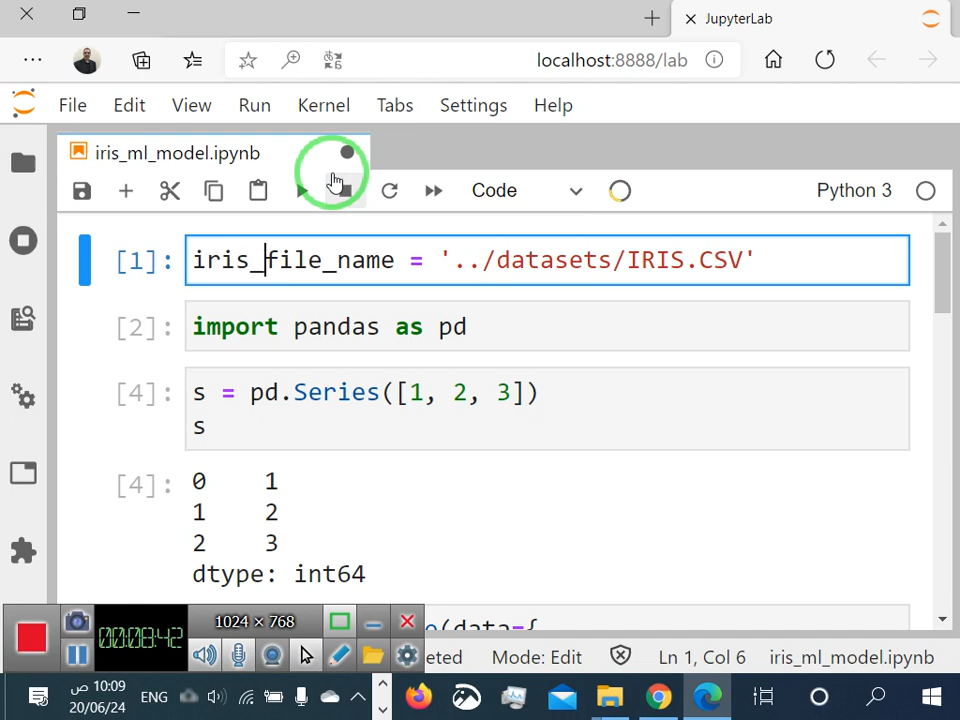 JupyterLab
localhost:8888/lab
File Edit View Run Kernel Tabs Settings Help
iris_ml_model.ipynb
Code
Python 3
[1]: iris_file_name = '../datasets/IRIS.CSV'
[2]: import pandas as pd
[4]: s = pd.Series([1, 2, 3])
s
[4]: 0 1
1 2
2 3
dtype: int64
(data={
1024 × 768
00:08:42
eted Mode: Edit Ln 1, Col 6 iris_ml_model.ipynb
10:09 ص
ENG
20/06/24